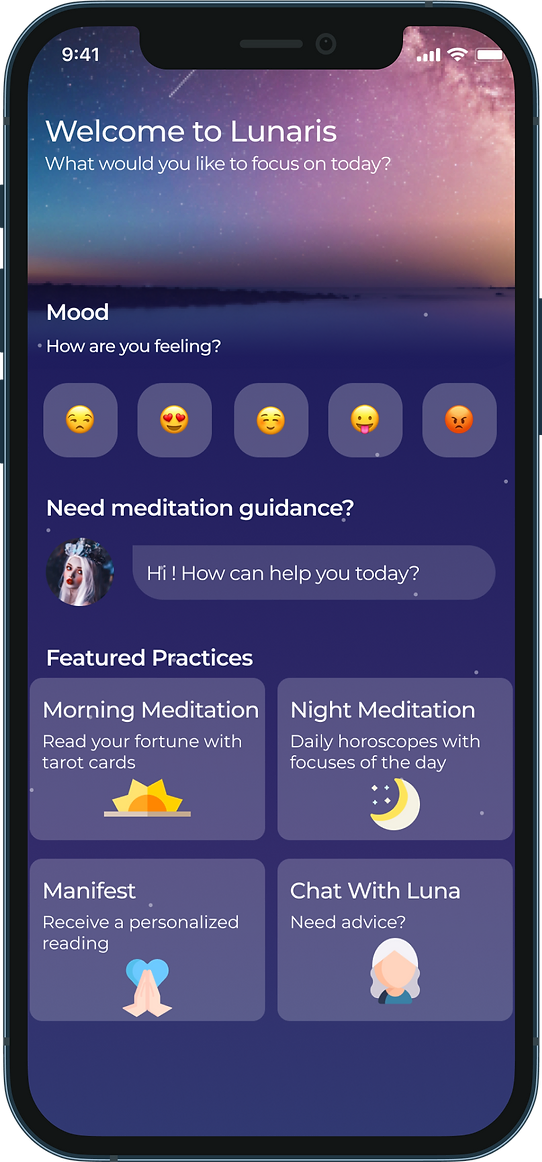 9:41
Welcome to Lunaris
What would you like to focus on today?
Mood
How are you feeling?
Need meditation guidance?
Hi ! How can help you today?
Featured Practices
Morning Meditation
Read your fortune with
tarot cards
Night Meditation
Daily horoscopes with
focuses of the day
Manifest
Receive a personalized
reading
Chat With Luna
Need advice?